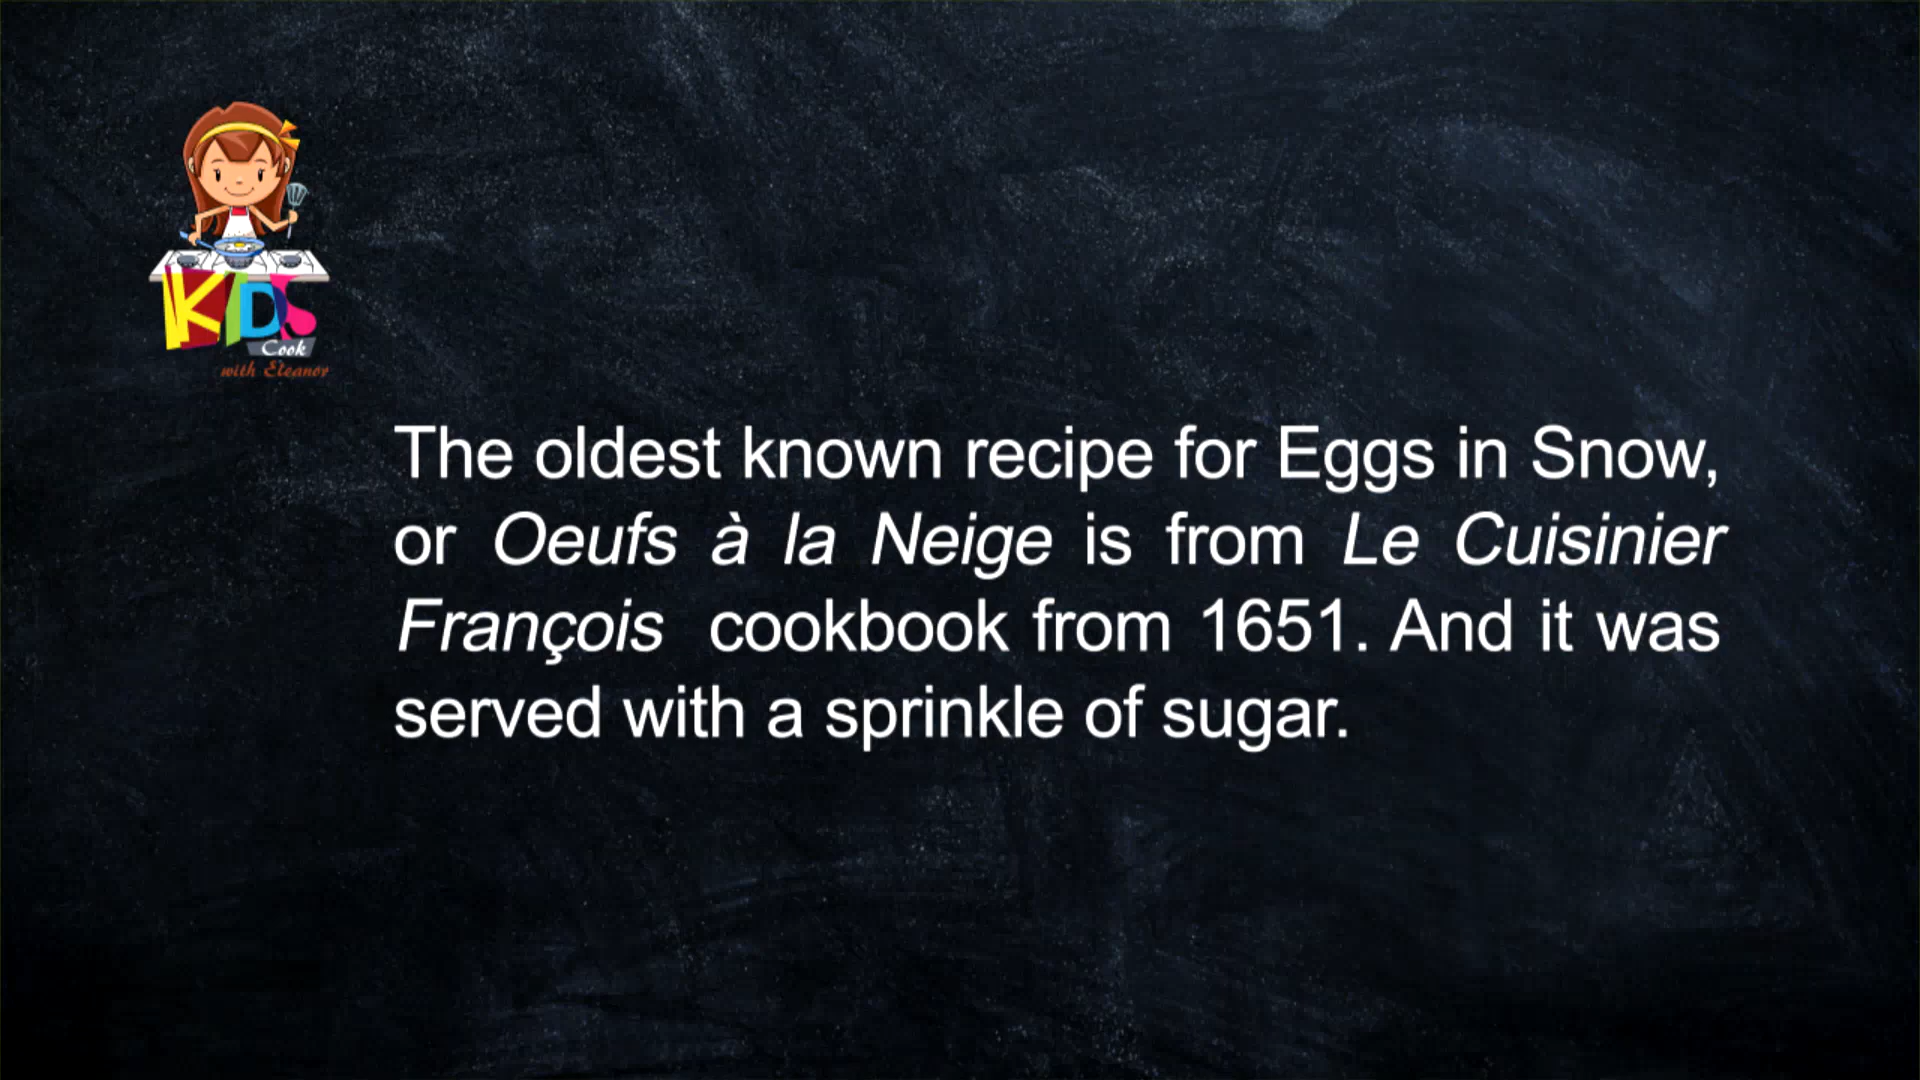 KIDS
Cook
with Eleanor
The oldest known recipe for Eggs in Snow,
or Oeufs à la Neige is from Le Cuisinier
François cookbook from 1651. And it was
served with a sprinkle of sugar.